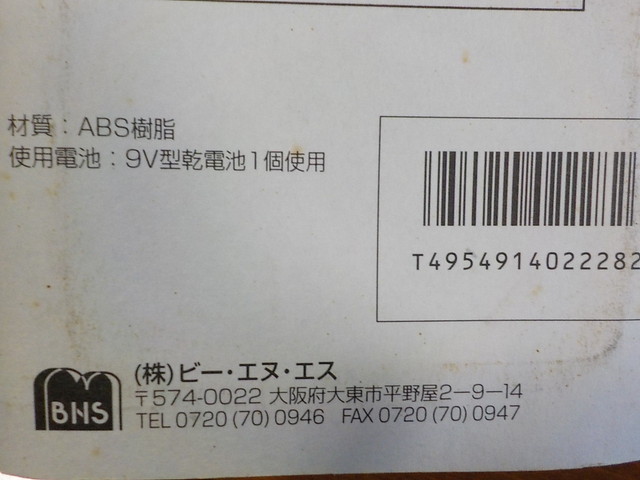 材質：ABS樹脂
使用電池：9V型乾電池1個使用
T4954914022282
BNS
(株)ビー・エヌ・エス
〒574-0022 大阪府大東市平野屋2-9-14
TEL 0720 (70) 0946 FAX 0720 (70) 0947